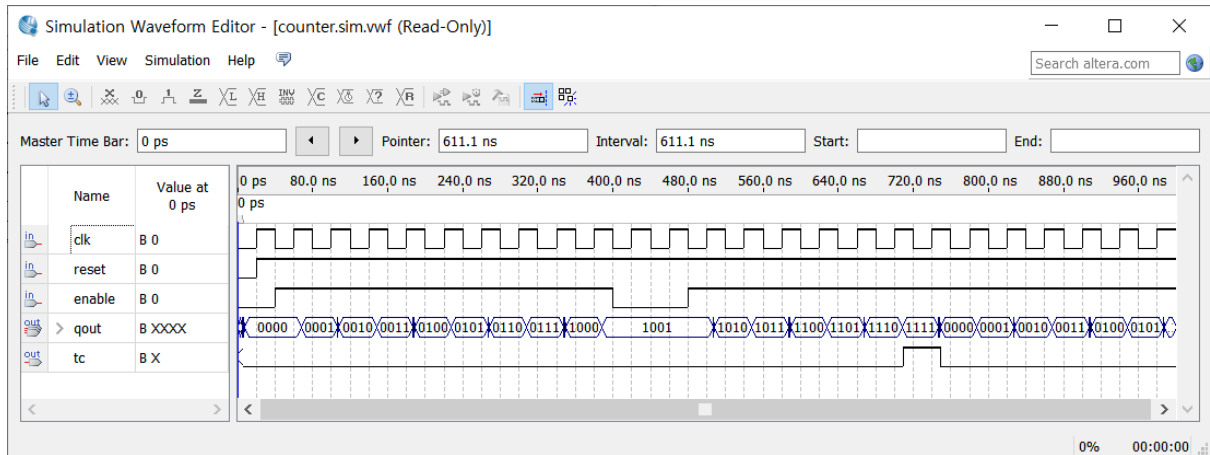 Simulation Waveform Editor - [counter.sim.vwf (Read-Only)]
File Edit View Simulation Help
Search altera.com
Master Time Bar: 0 ps Pointer: 611.1 ns Interval: 611.1 ns Start: End:
Name Value at 0 ps
0 ps 80.0 ns 160.0 ns 240.0 ns 320.0 ns 400.0 ns 480.0 ns 560.0 ns 640.0 ns 720.0 ns 800.0 ns 880.0 ns 960.0 ns
0 ps
in clk B 0
in reset B 0
in enable B 0
out > qout B XXXX 0000 0001 0010 0011 0100 0101 0110 0111 1000 1001 1010 1011 1100 1101 1110 1111 0000 0001 0010 0011 0100 0101
out tc B X
0% 00:00:00